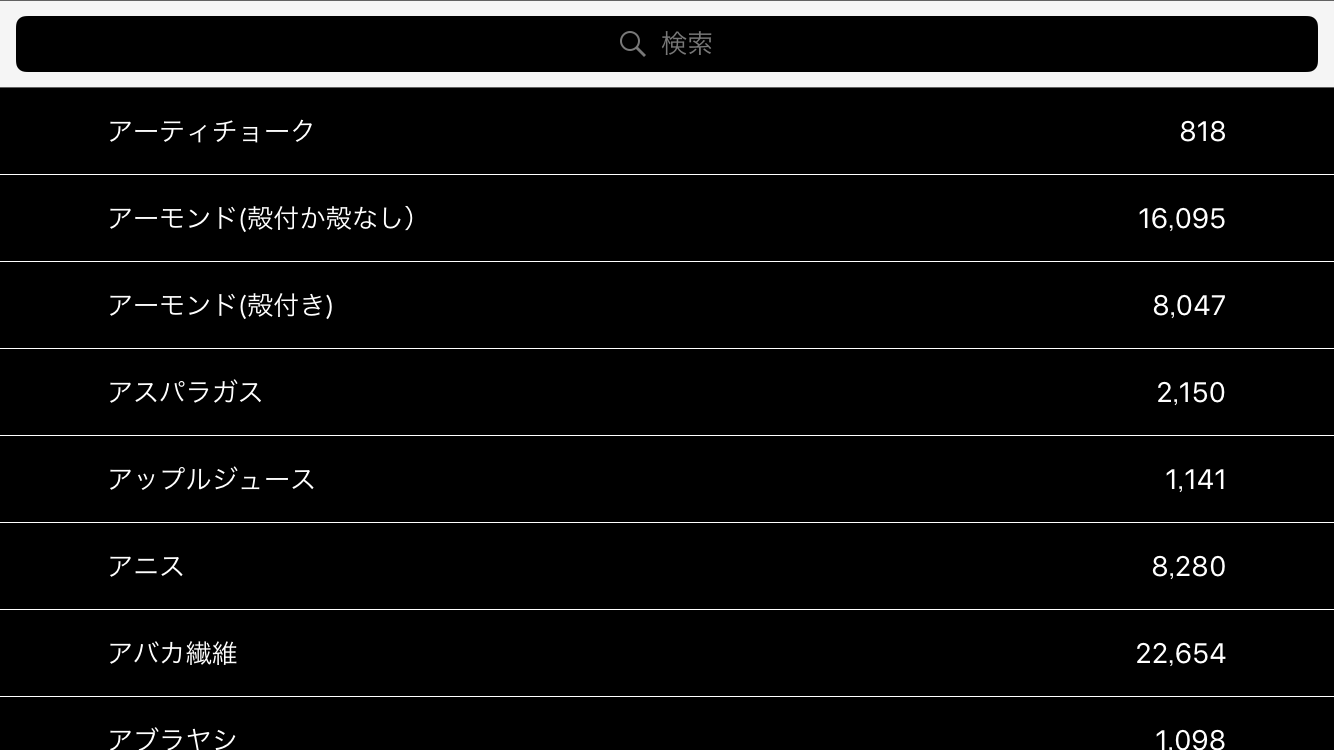 検索
アーティチョーク 818
アーモンド(殻付か殻なし） 16,095
アーモンド(殻付き) 8,047
アスパラガス 2,150
アップルジュース 1,141
アニス 8,280
アバカ繊維 22,654
アブラヤシ 1,098